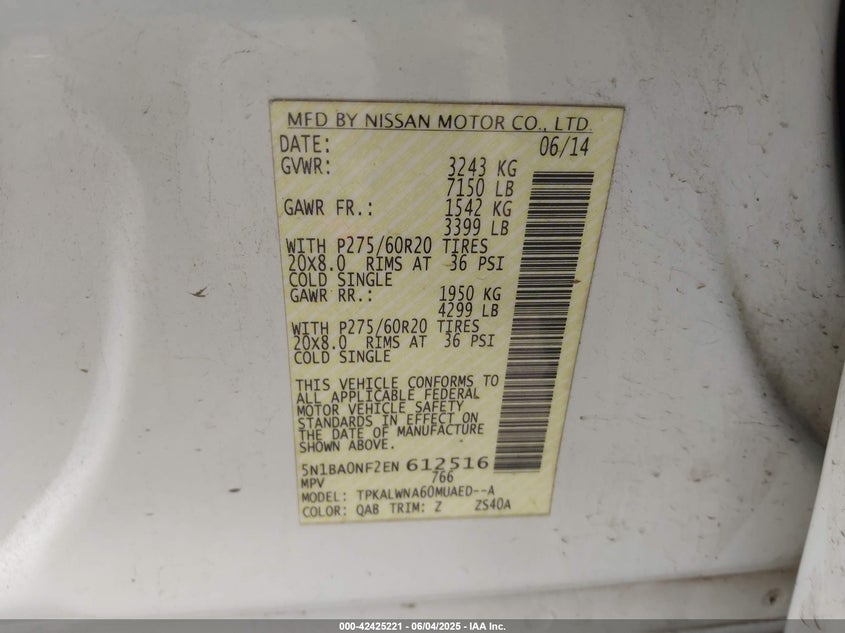 MFD BY NISSAN MOTOR CO., LTD.
DATE: 06/14
GVWR: 3243 KG
7150 LB
GAWR FR.: 1542 KG
3399 LB
WITH P275/60R20 TIRES
20X8.0 RIMS AT 36 PSI
COLD SINGLE
GAWR RR.: 1950 KG
4299 LB
WITH P275/60R20 TIRES
20X8.0 RIMS AT 36 PSI
COLD SINGLE
THIS VEHICLE CONFORMS TO
ALL APPLICABLE FEDERAL
MOTOR VEHICLE SAFETY
STANDARDS IN EFFECT ON
THE DATE OF MANUFACTURE
SHOWN ABOVE.
5N1BA0NF2EN 612516
MPV 766
MODEL: TPKALWNA60MUAED--A
COLOR: QAB TRIM: Z ZS40A
000-42425221 - 06/04/2025 - IAA Inc.